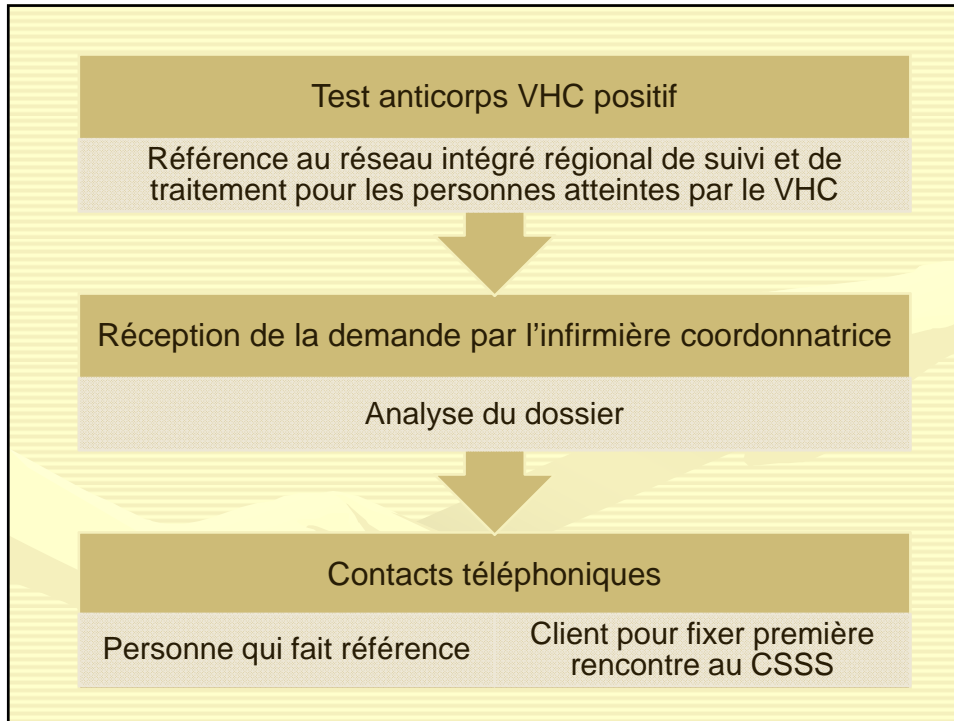 Test anticorps VHC positif
Référence au réseau intégré régional de suivi et de
traitement pour les personnes atteintes par le VHC
Réception de la demande par l’infirmière coordonnatrice
Analyse du dossier
Contacts téléphoniques
Personne qui fait référence
Client pour fixer première
rencontre au CSSS